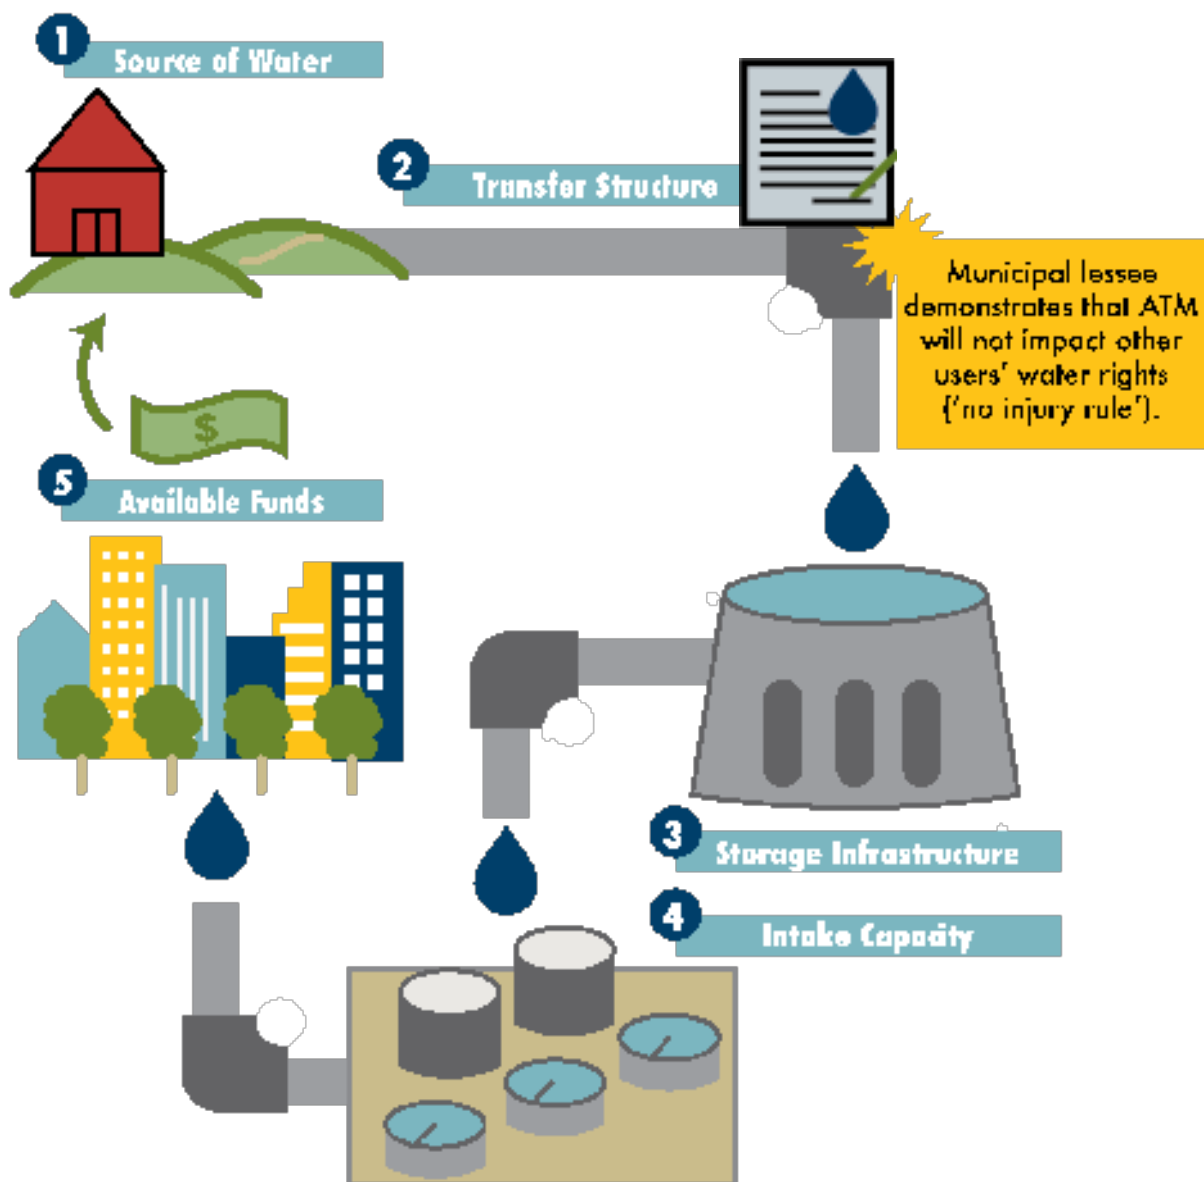 1
Source of Water
2
Transfer Structure
Municipal lessee
demonstrates that ATM
will not impact other
users' water rights
('no injury rule').
$
5
Available Funds
3
Storage Infrastructure
4
Intake Capacity